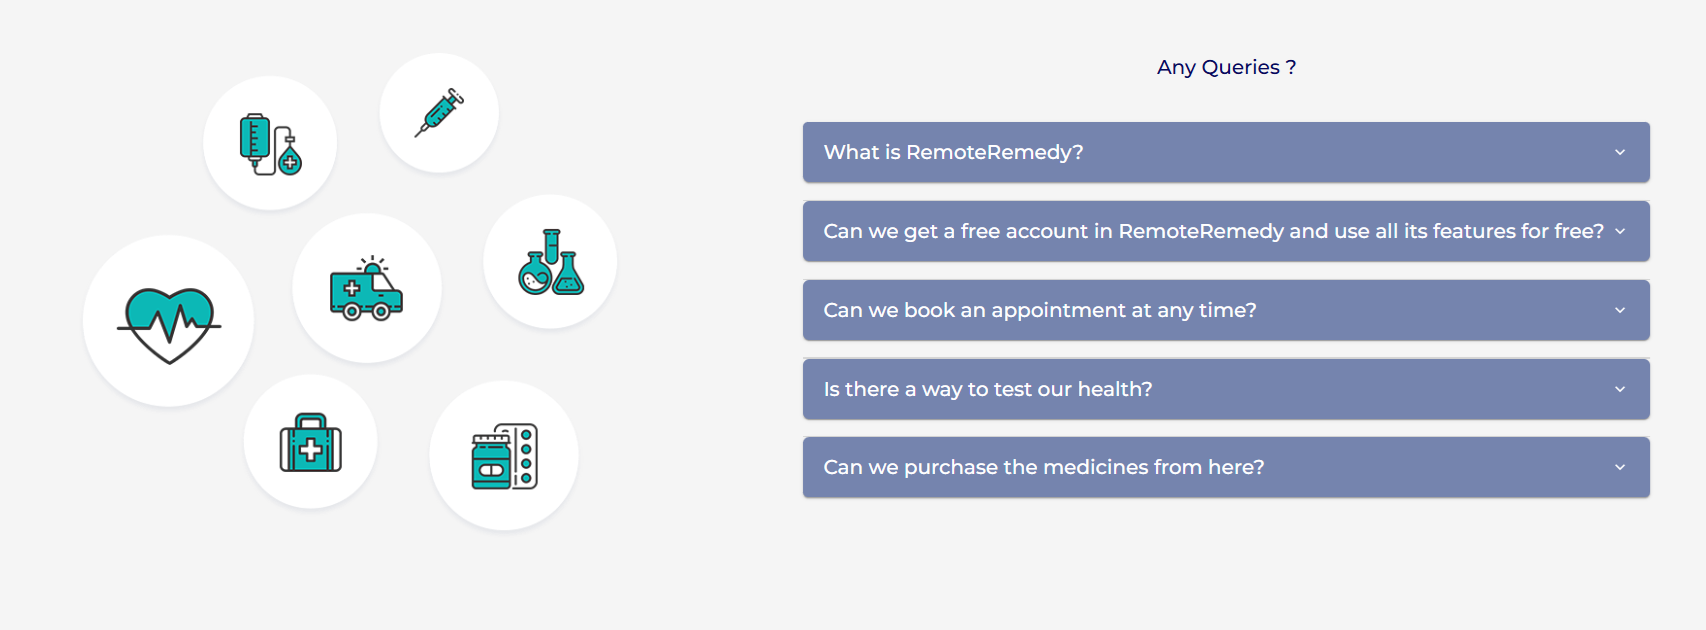 Any Queries ?
What is RemoteRemedy?
Can we get a free account in RemoteRemedy and use all its features for free?
Can we book an appointment at any time?
Is there a way to test our health?
Can we purchase the medicines from here?